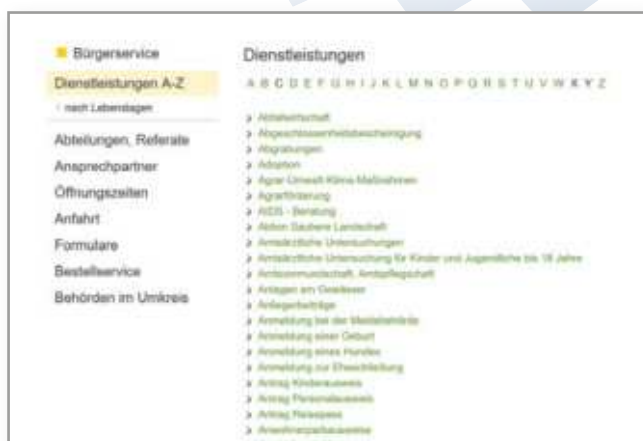 Bürgerservice
Dienstleistungen A-Z
nach Lebenslagen
Abteilungen, Referate
Ansprechpartner
Öffnungszeiten
Anfahrt
Formulare
Bestellservice
Behörden im Umkreis
Dienstleistungen
A B C D E F G H I J K L M N O P Q R S T U V W X Y Z
Abfallwirtschaft
Abgeschlossenheitsbescheinigung
Abgrabungen
Adoption
Agrar-Umwelt-Klima-Maßnahmen
Agrarförderung
AIDS - Beratung
Aktion Saubere Landschaft
Amtsärztliche Untersuchungen
Amtsärztliche Untersuchung für Kinder und Jugendliche bis 18 Jahre
Amtsvormundschaft, Amtspflegschaft
Anlagen am Gewässer
Anliegerbeiträge
Anmeldung bei der Meldebehörde
Anmeldung einer Geburt
Anmeldung eines Hundes
Anmeldung zur Eheschließung
Antrag Kinderausweis
Antrag Personalausweis
Antrag Reisepass
Anwohnerparkausweise